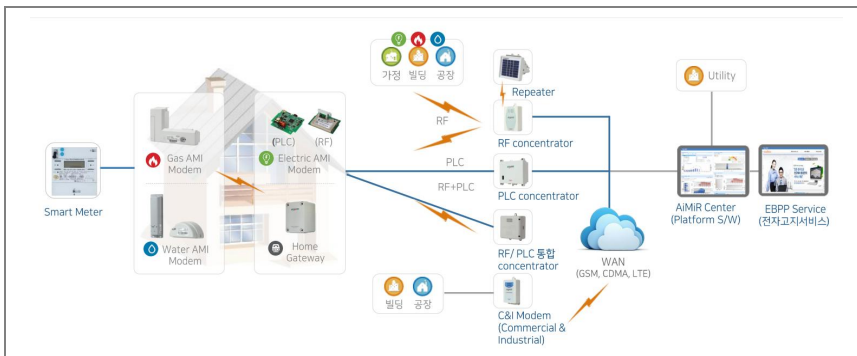 가정 빌딩 공장
Repeater
Utility
RF
RF concentrator
(PLC) (RF)
Gas AMI
Modem
Electric AMI
Modem
PLC
PLC concentrator
Smart Meter
RF+PLC
AiMiR Center
(Platform S/W)
EBPP Service
(전자고지서비스)
Water AMI
Modem
Home
Gateway
RF/ PLC 통합
concentrator
WAN
(GSM, CDMA, LTE)
빌딩 공장
C&I Modem
(Commercial &
Industrial)